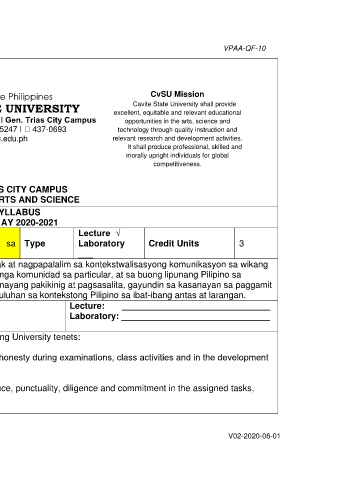 VPAA-QF-10
e Philippines
E UNIVERSITY
l Gen. Trias City Campus
5247 l □ 437-0693
.edu.ph
CvSU Mission
Cavite State University shall provide
excellent, equitable and relevant educational
opportunities in the arts, science and
technology through quality instruction and
relevant research and development activities.
It shall produce professional, skilled and
morally upright individuals for global
competitiveness.
S CITY CAMPUS
RTS AND SCIENCE
YLLABUS
AY 2020-2021
sa Type Lecture √
Laboratory Credit Units 3
k at nagpapalalim sa kontekstwalisasyong komunikasyon sa wikang
nga komunidad sa particular, at sa buong lipunang Pilipino sa
nayang pakikinig at pagsasalita, gayundin sa kasanayan sa paggamit
uluhan sa kontekstong Pilipino sa ibat-ibang antas at larangan.
Lecture:
Laboratory:
ng University tenets:
honesty during examinations, class activities and in the development
ce, punctuality, diligence and commitment in the assigned tasks,
V02-2020-06-01